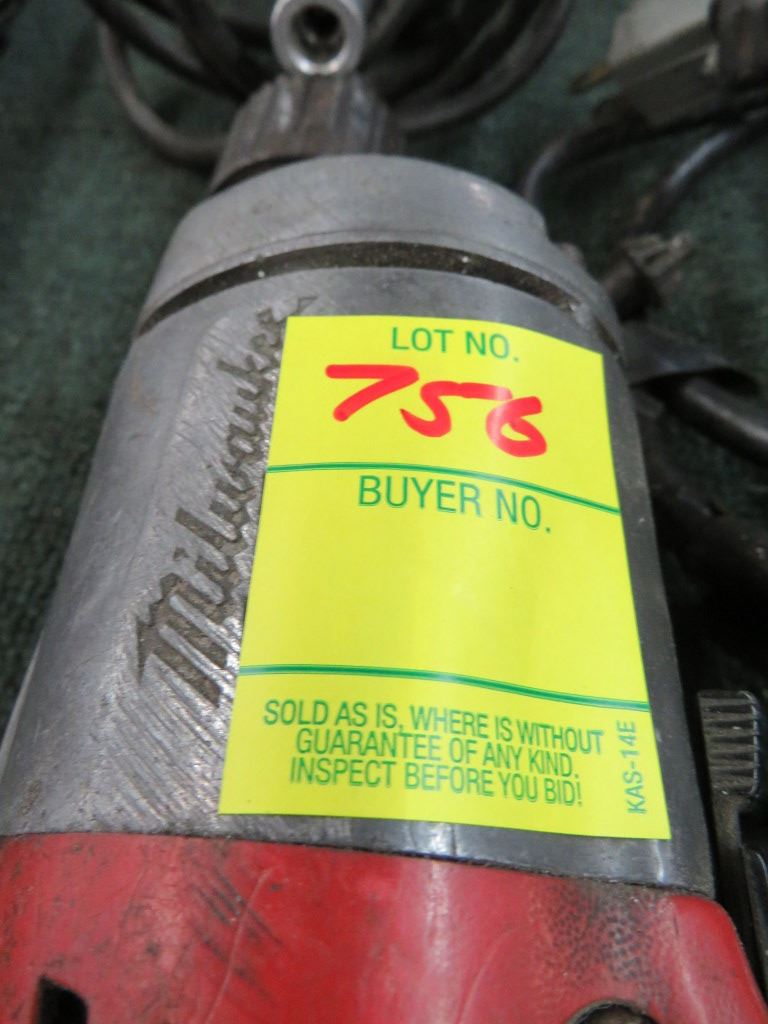 Milwaukee
LOT NO.
756
BUYER NO.
SOLD AS IS, WHERE IS WITHOUT
GUARANTEE OF ANY KIND.
INSPECT BEFORE YOU BID!
KAS-14E